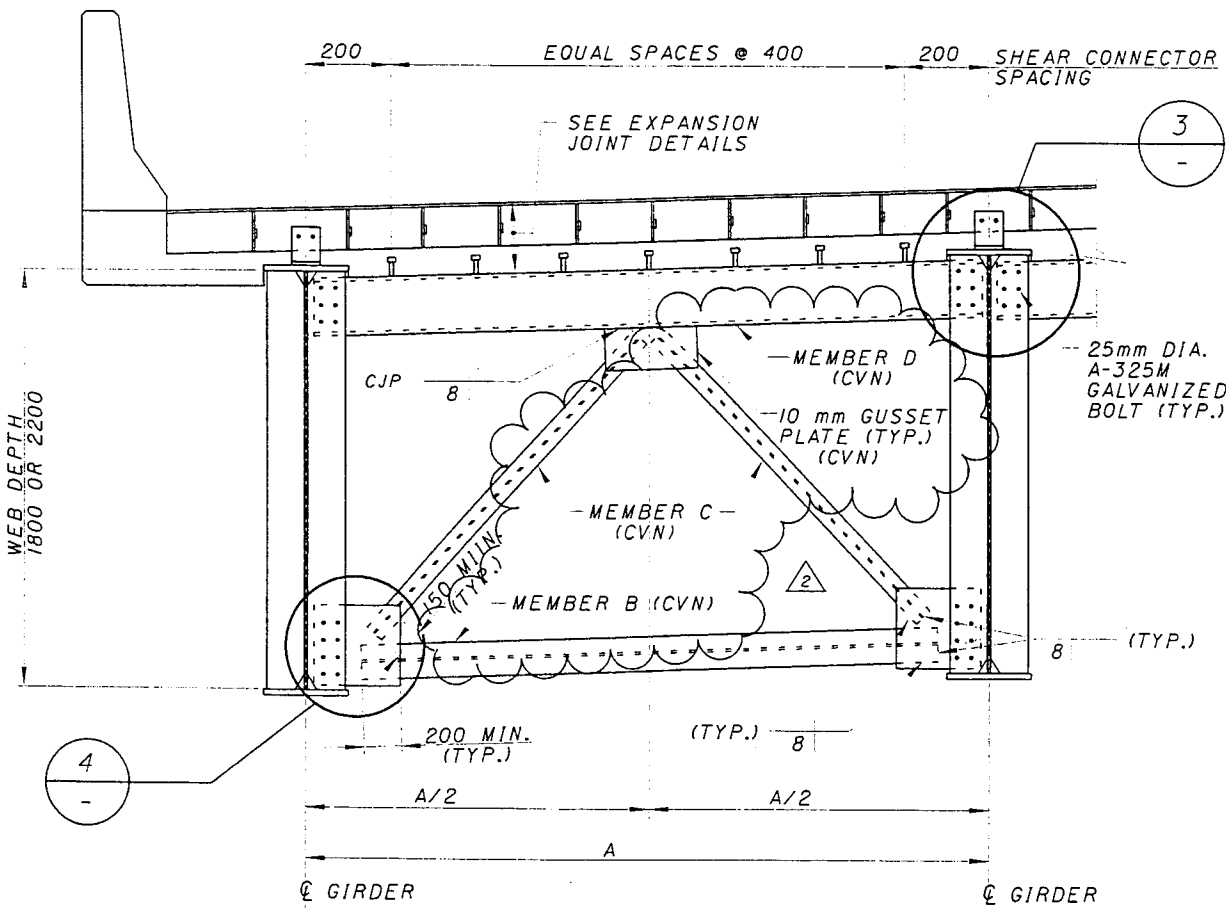 200
EQUAL SPACES @ 400
200
SHEAR CONNECTOR
SPACING
SEE EXPANSION
JOINT DETAILS
3
-
MEMBER D
(CVN)
CJP
8
25mm DIA.
A-325M
GALVANIZED
BOLT (TYP.)
10 mm GUSSET
PLATE (TYP.)
(CVN)
WEB DEPTH
1800 OR 2200
MEMBER C
(CVN)
150 MIIN.
(TYP.)
2
MEMBER B (CVN)
(TYP.)
8
200 MIN.
(TYP.)
(TYP.)
8
4
-
A/2
A/2
A
℄ GIRDER
℄ GIRDER